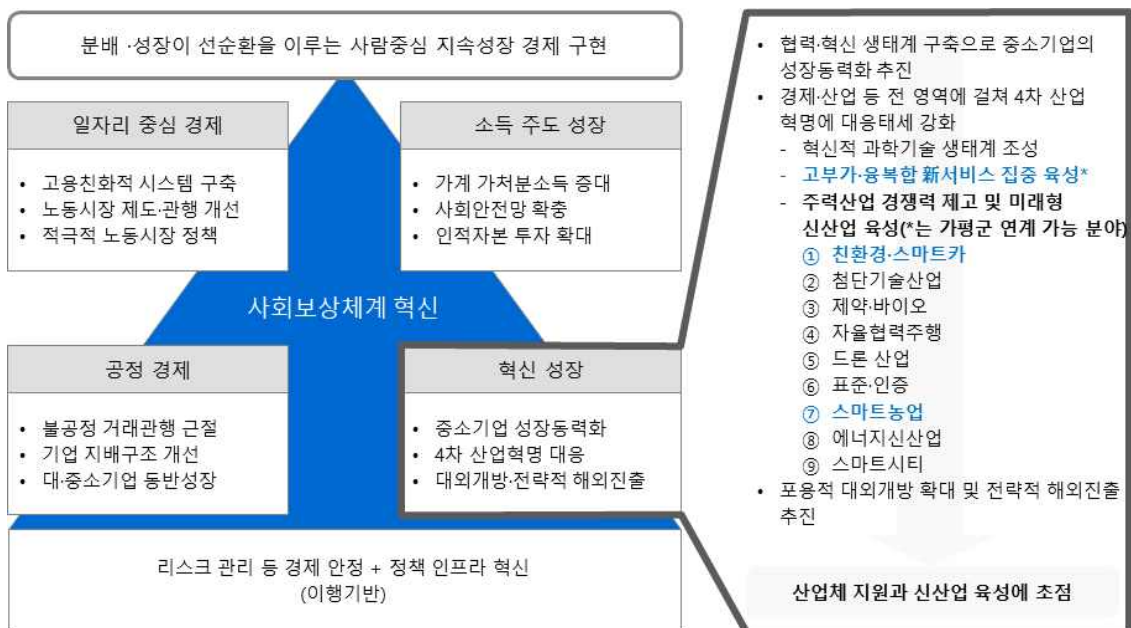 분배 ·성장이 선순환을 이루는 사람중심 지속성장 경제 구현
일자리 중심 경제
• 고용친화적 시스템 구축
• 노동시장 제도·관행 개선
• 적극적 노동시장 정책
소득 주도 성장
• 가계 가처분소득 증대
• 사회안전망 확충
• 인적자본 투자 확대
사회보상체계 혁신
공정 경제
• 불공정 거래관행 근절
• 기업 지배구조 개선
• 대·중소기업 동반성장
혁신 성장
• 중소기업 성장동력화
• 4차 산업혁명 대응
• 대외개방·전략적 해외진출
리스크 관리 등 경제 안정 + 정책 인프라 혁신
(이행기반)
• 협력·혁신 생태계 구축으로 중소기업의
성장동력화 추진
• 경제·산업 등 전 영역에 걸쳐 4차 산업
혁명에 대응태세 강화
- 혁신적 과학기술 생태계 조성
- 고부가·융복합 新서비스 집중 육성*
- 주력산업 경쟁력 제고 및 미래형
신산업 육성(*는 가평군 연계 가능 분야)
① 친환경·스마트카
② 첨단기술산업
③ 제약·바이오
④ 자율협력주행
⑤ 드론 산업
⑥ 표준·인증
⑦ 스마트농업
⑧ 에너지신산업
⑨ 스마트시티
• 포용적 대외개방 확대 및 전략적 해외진출
추진
산업체 지원과 신산업 육성에 초점